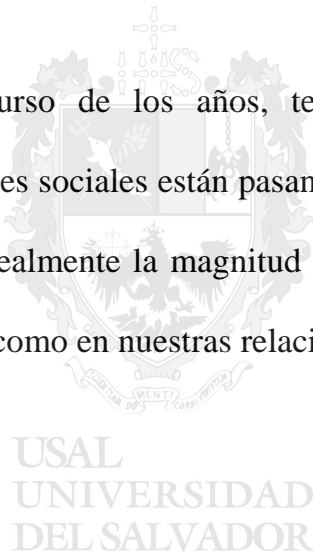 urso de los años, te
es sociales están pasan
ealmente la magnitud
como en nuestras relaci
USAL
UNIVERSIDAD
DEL SALVADOR